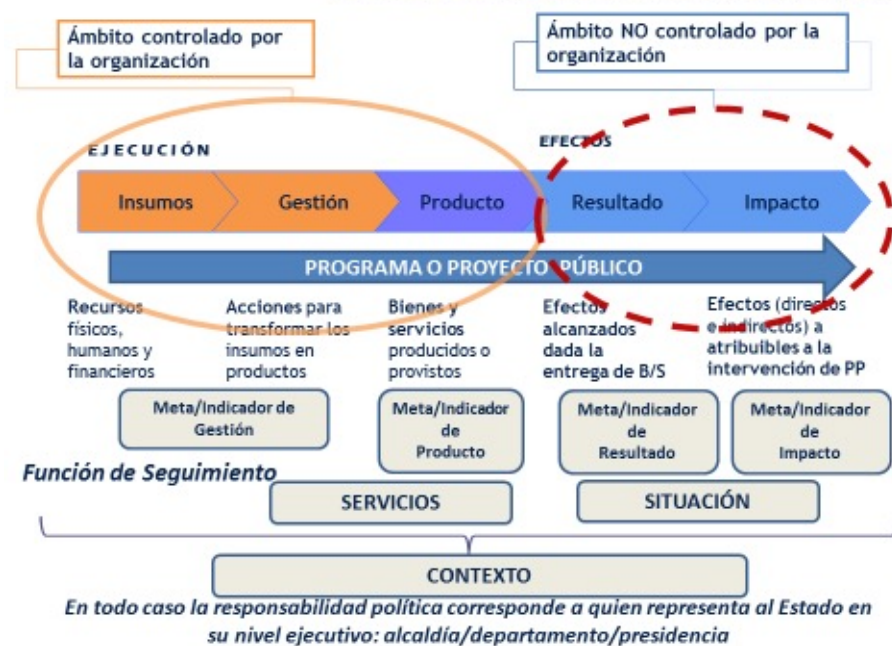 Ámbito controlado por
la organización
Ámbito NO controlado por la
organización
EJECUCIÓN
EFECTOS
Insumos
Gestión
Producto
Resultado
Impacto
PROGRAMA O PROYECTO PÚBLICO
Recursos
físicos,
humanos y
financieros
Acciones para
transformar los
insumos en
productos
Bienes y
servicios
producidos o
provistos
Efectos
alcanzados
dada la
entrega de B/S
Efectos (directos
e indirectos) a
atribuibles a la
intervención de PP
Meta/Indicador de
Gestión
Meta/Indicador
de
Producto
Meta/Indicador
de
Resultado
Meta/Indicador
de
Impacto
Función de Seguimiento
SERVICIOS
SITUACIÓN
CONTEXTO
En todo caso la responsabilidad política corresponde a quien representa al Estado en
su nivel ejecutivo: alcaldía/departamento/presidencia